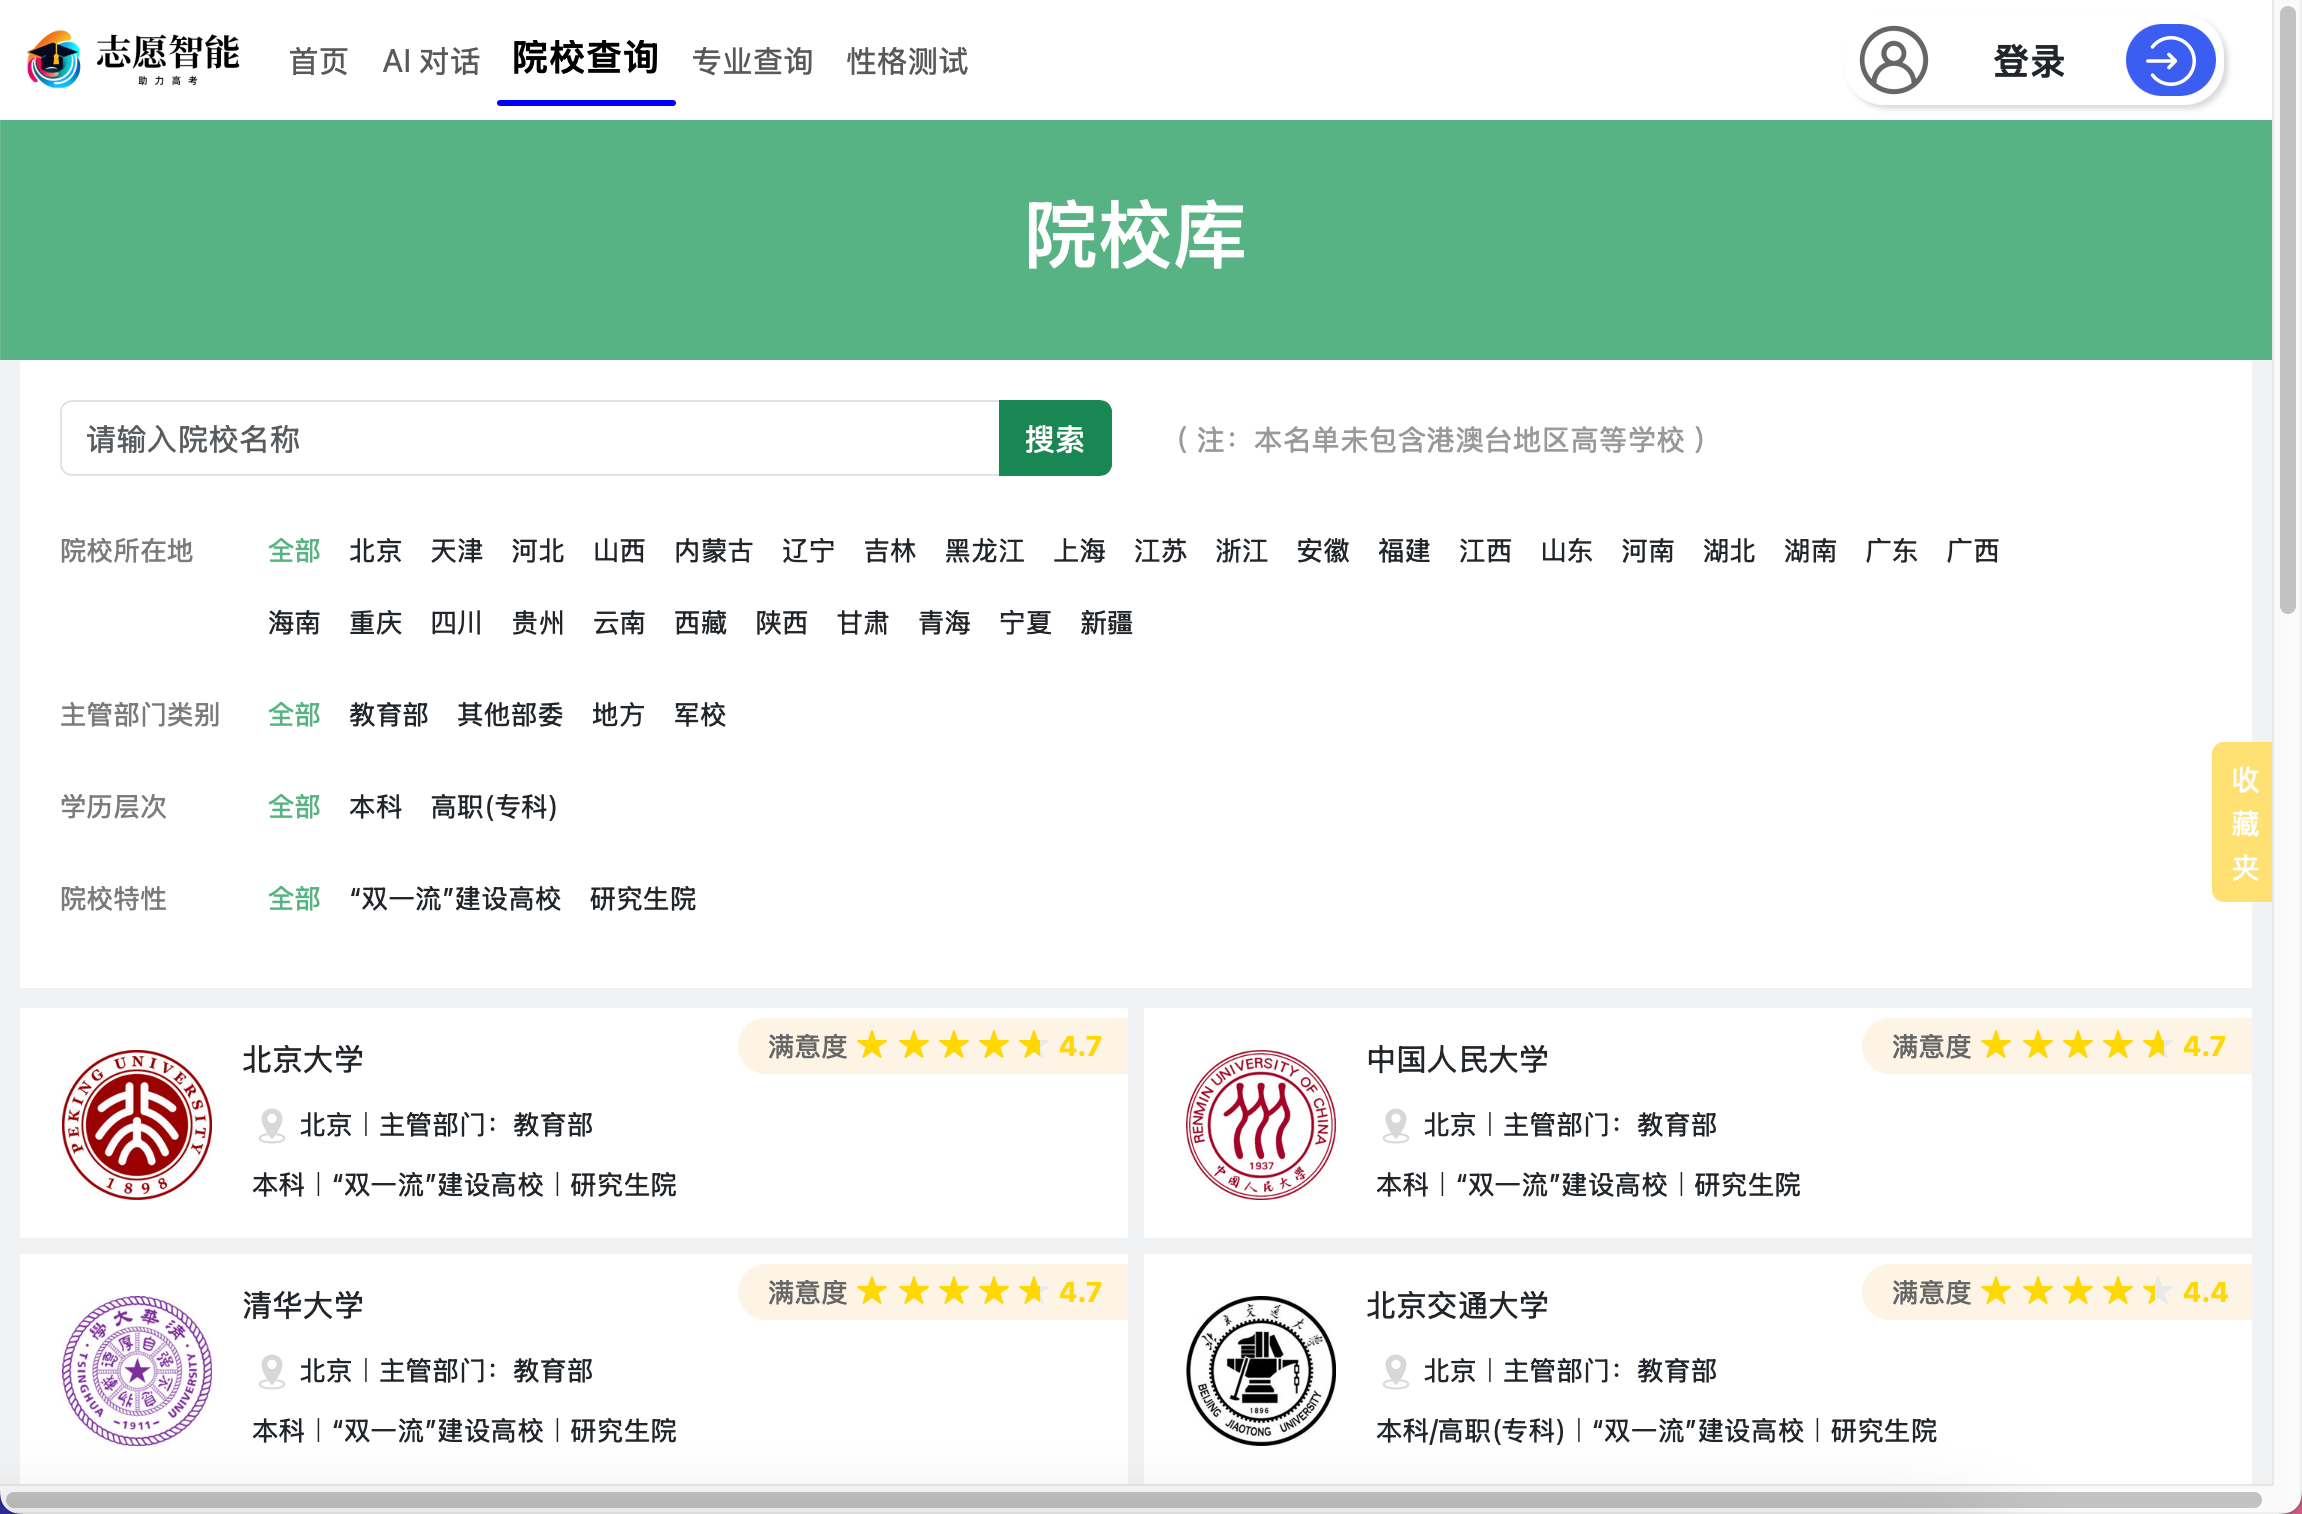 志愿智能
助力高考
首页 AI 对话 院校查询 专业查询 性格测试
登录
院校库
请输入院校名称 搜索 （ 注：本名单未包含港澳台地区高等学校 ）
院校所在地 全部 北京 天津 河北 山西 内蒙古 辽宁 吉林 黑龙江 上海 江苏 浙江 安徽 福建 江西 山东 河南 湖北 湖南 广东 广西
海南 重庆 四川 贵州 云南 西藏 陕西 甘肃 青海 宁夏 新疆
主管部门类别 全部 教育部 其他部委 地方 军校
学历层次 全部 本科 高职(专科)
院校特性 全部 “双一流”建设高校 研究生院
收藏夹
PEKING UNIVERSITY
1898
北京大学
满意度 4.7
北京 | 主管部门：教育部
本科 | “双一流”建设高校 | 研究生院
RENMIN UNIVERSITY OF CHINA
1937
中国人民大学
中国人民大学
满意度 4.7
北京 | 主管部门：教育部
本科 | “双一流”建设高校 | 研究生院
TSINGHUA UNIVERSITY
1911
清华大学
满意度 4.7
北京 | 主管部门：教育部
本科 | “双一流”建设高校 | 研究生院
北京交通大学
1896
BEIJING JIAOTONG UNIVERSITY
北京交通大学
满意度 4.4
北京 | 主管部门：教育部
本科/高职(专科) | “双一流”建设高校 | 研究生院